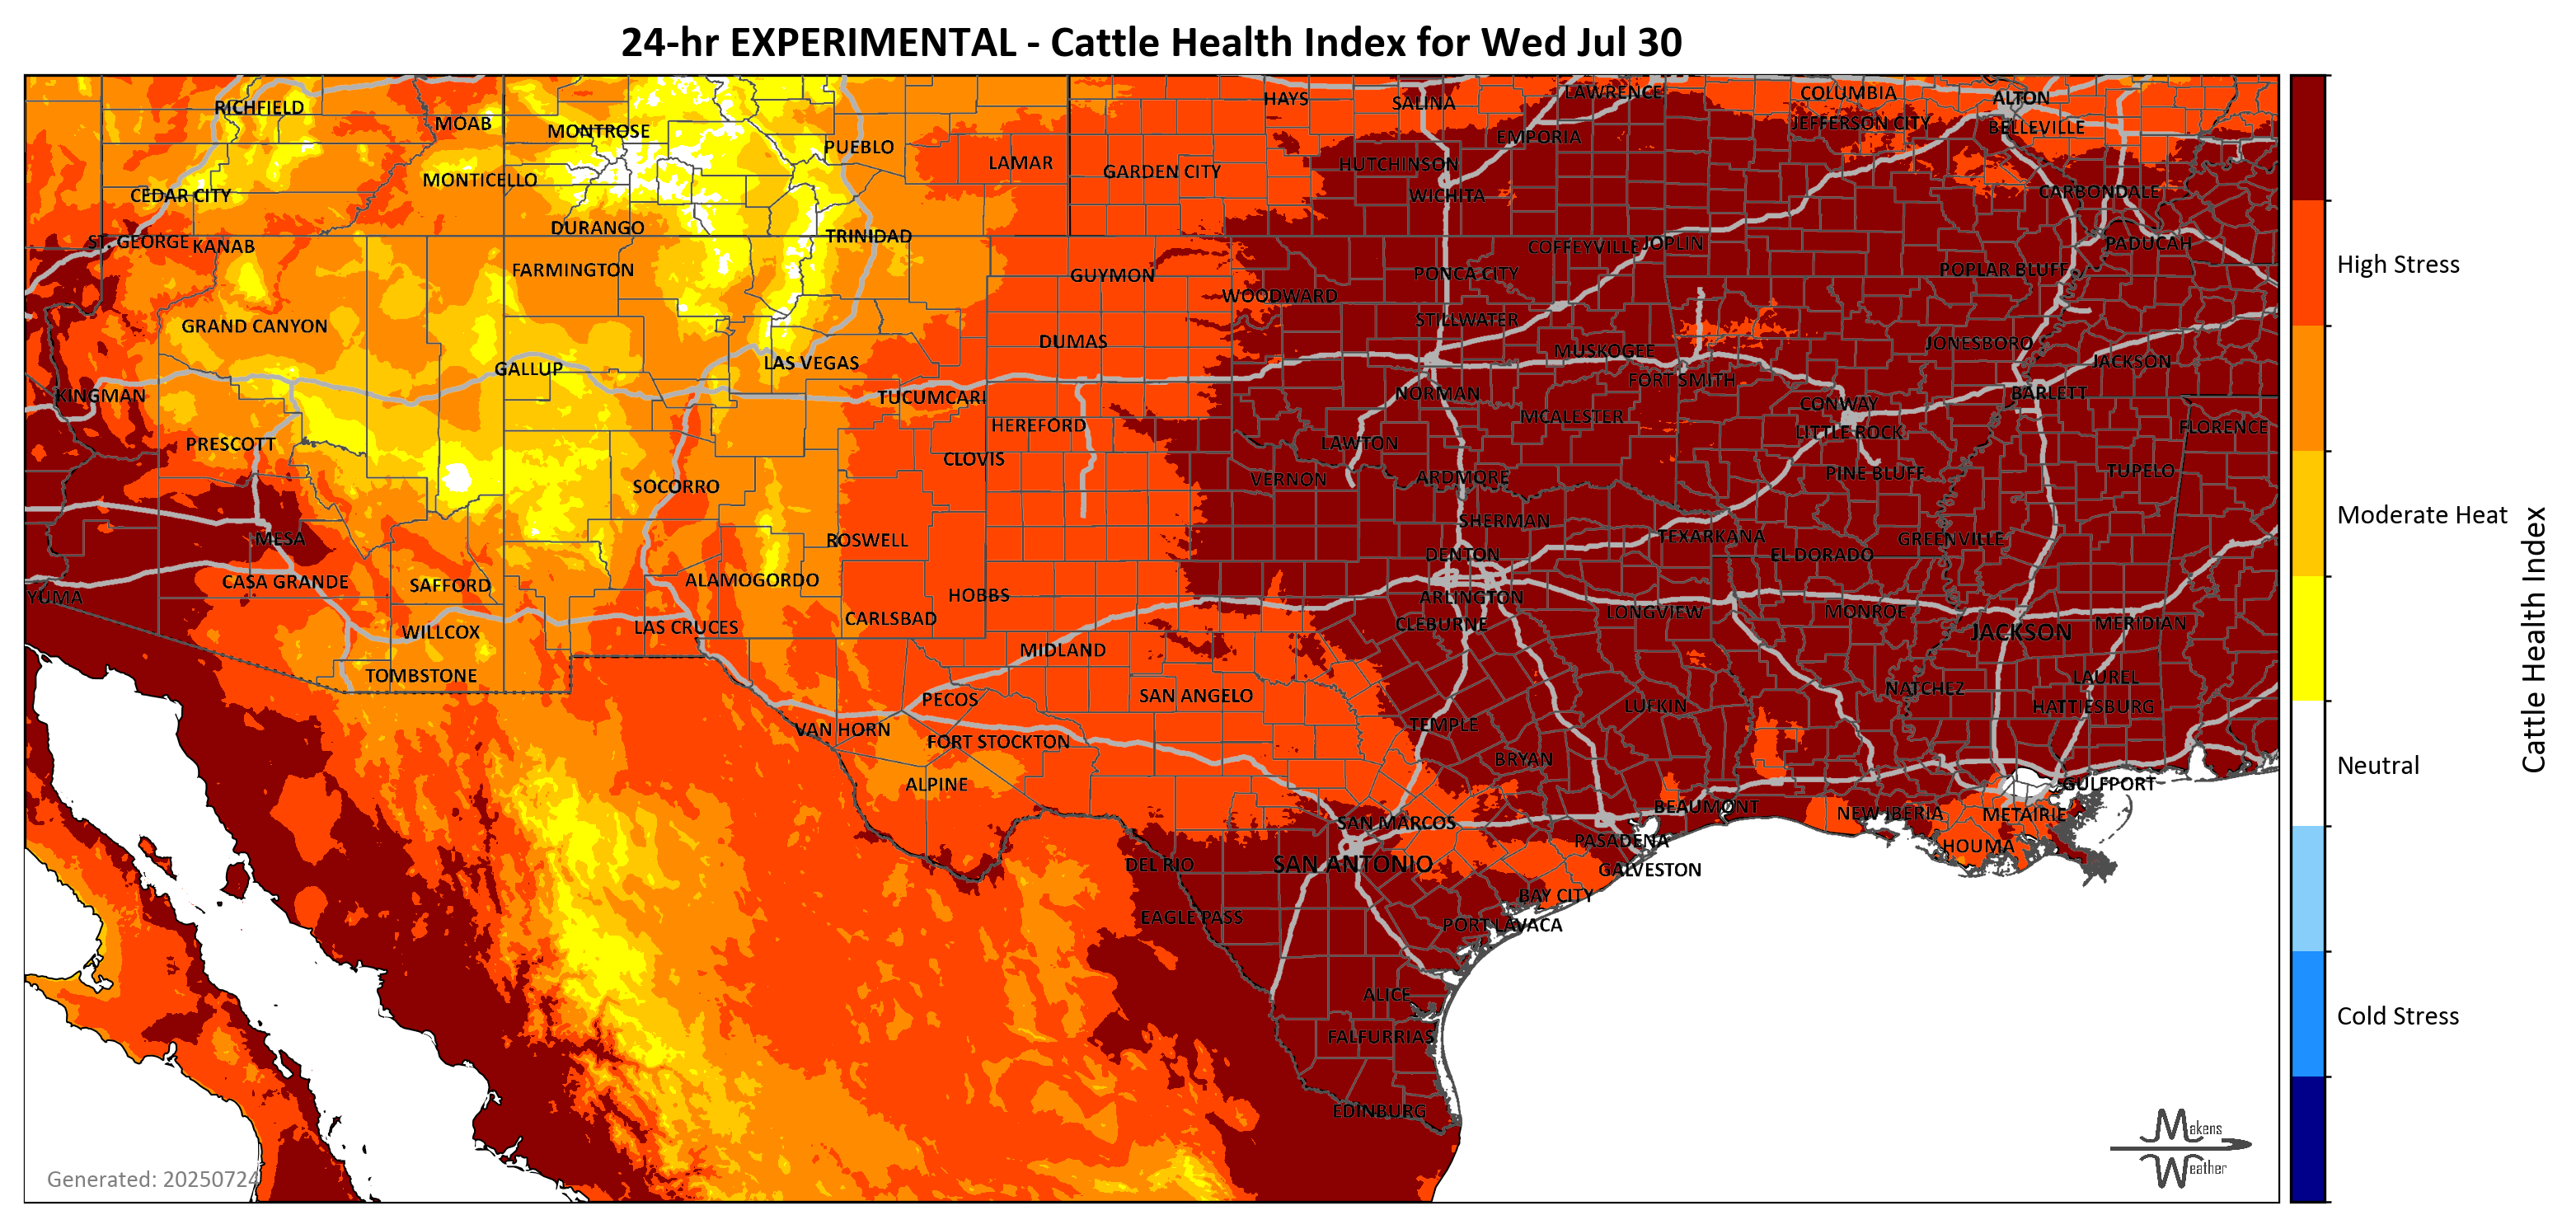 24-hr EXPERIMENTAL - Cattle Health Index for Wed Jul 30
RICHFIELD
MOAB
MONTROSE
PUEBLO
HAYS
SALINA
LAWRENCE
COLUMBIA
ALTON
EMPORIA
JEFFERSON CITY
BELLEVILLE
CEDAR CITY
MONTICELLO
LAMAR
GARDEN CITY
HUTCHINSON
WICHITA
CARBONDALE
ST. GEORGE
KANAB
DURANGO
TRINIDAD
COFFEYVILLE
JOPLIN
PADUCAH
High Stress
FARMINGTON
GUYMON
PONCA CITY
POPLAR BLUFF
WOODWARD
GRAND CANYON
DUMAS
STILLWATER
MUSKOGEE
JONESBORO
JACKSON
GALLUP
LAS VEGAS
FORT SMITH
KINGMAN
TUCUMCARI
NORMAN
MCALESTER
CONWAY
BARLETT
PRESCOTT
HEREFORD
LAWTON
LITTLE ROCK
FLORENCE
CLOVIS
SOCORRO
VERNON
ARDMORE
PINE BLUFF
TUPELO
Moderate Heat
MESA
ROSWELL
SHERMAN
DENTON
TEXARKANA
EL DORADO
GREENVILLE
YUMA
CASA GRANDE
SAFFORD
ALAMOGORDO
HOBBS
ARLINGTON
LONGVIEW
MONROE
WILLCOX
LAS CRUCES
CARLSBAD
CLEBURNE
JACKSON
MERIDIAN
TOMBSTONE
MIDLAND
PECOS
SAN ANGELO
LUFKIN
NATCHEZ
LAUREL
HATTIESBURG
VAN HORN
FORT STOCKTON
TEMPLE
BRYAN
Neutral
ALPINE
GULFPORT
SAN MARCOS
BEAUMONT
NEW IBERIA
METAIRIE
DEL RIO
SAN ANTONIO
PASADENA
GALVESTON
HOUMA
BAY CITY
EAGLE PASS
PORT LAVACA
ALICE
FALFURRIAS
Cold Stress
EDINBURG
Cattle Health Index
Makens
Weather
Generated: 20250724